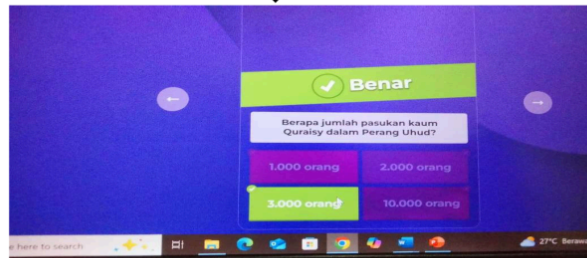 Benar
Berapa jumlah pasukan kaum
Quraisy dalam Perang Uhud?
1.000 orang
2.000 orang
3.000 orang
10.000 orang
e here to search
27°C Berawa